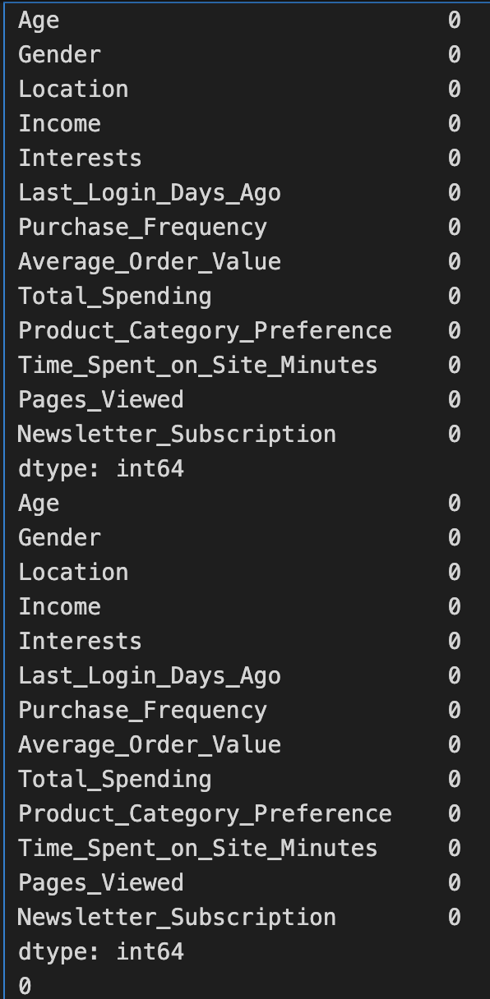 Age 0
Gender 0
Location 0
Income 0
Interests 0
Last_Login_Days_Ago 0
Purchase_Frequency 0
Average_Order_Value 0
Total_Spending 0
Product_Category_Preference 0
Time_Spent_on_Site_Minutes 0
Pages_Viewed 0
Newsletter_Subscription 0
dtype: int64
Age 0
Gender 0
Location 0
Income 0
Interests 0
Last_Login_Days_Ago 0
Purchase_Frequency 0
Average_Order_Value 0
Total_Spending 0
Product_Category_Preference 0
Time_Spent_on_Site_Minutes 0
Pages_Viewed 0
Newsletter_Subscription 0
dtype: int64
0